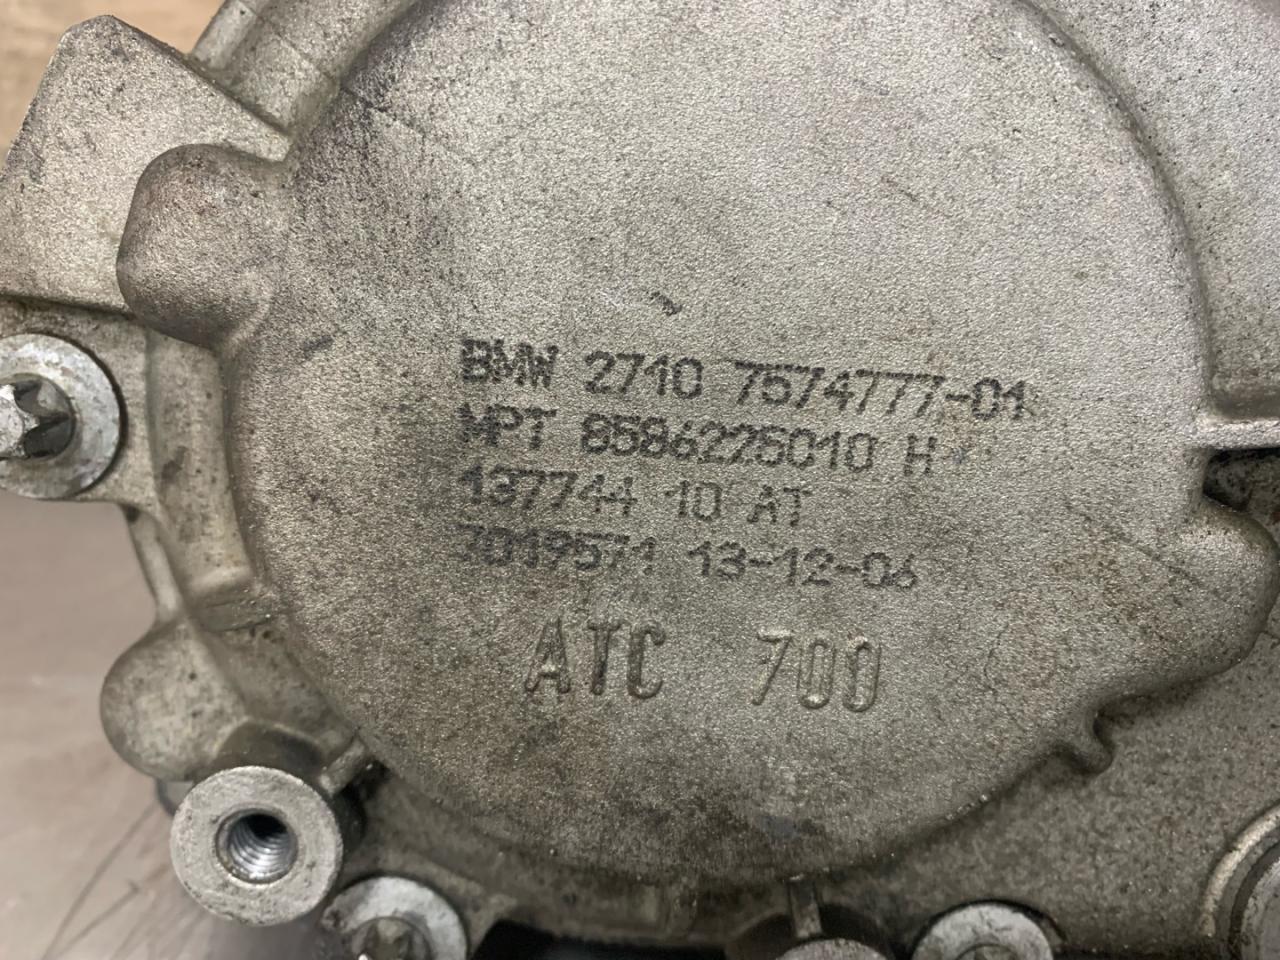 BMW 2710 7574777-01
MPT 8586225010 H
137744 10 AT
7019571 13-12-06
ATC 700